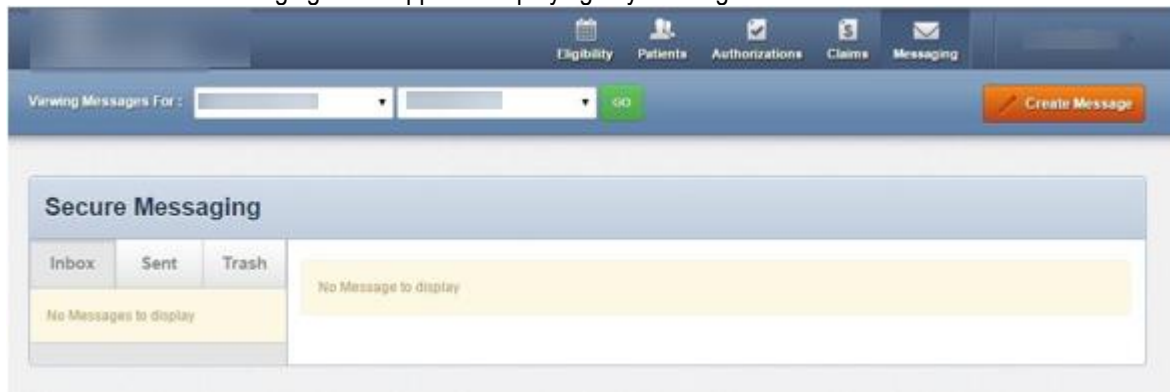 Eligibility Patients Authorizations Claims Messaging
Viewing Messages For : GO Create Message
Secure Messaging
Inbox Sent Trash
No Message to display
No Messages to display